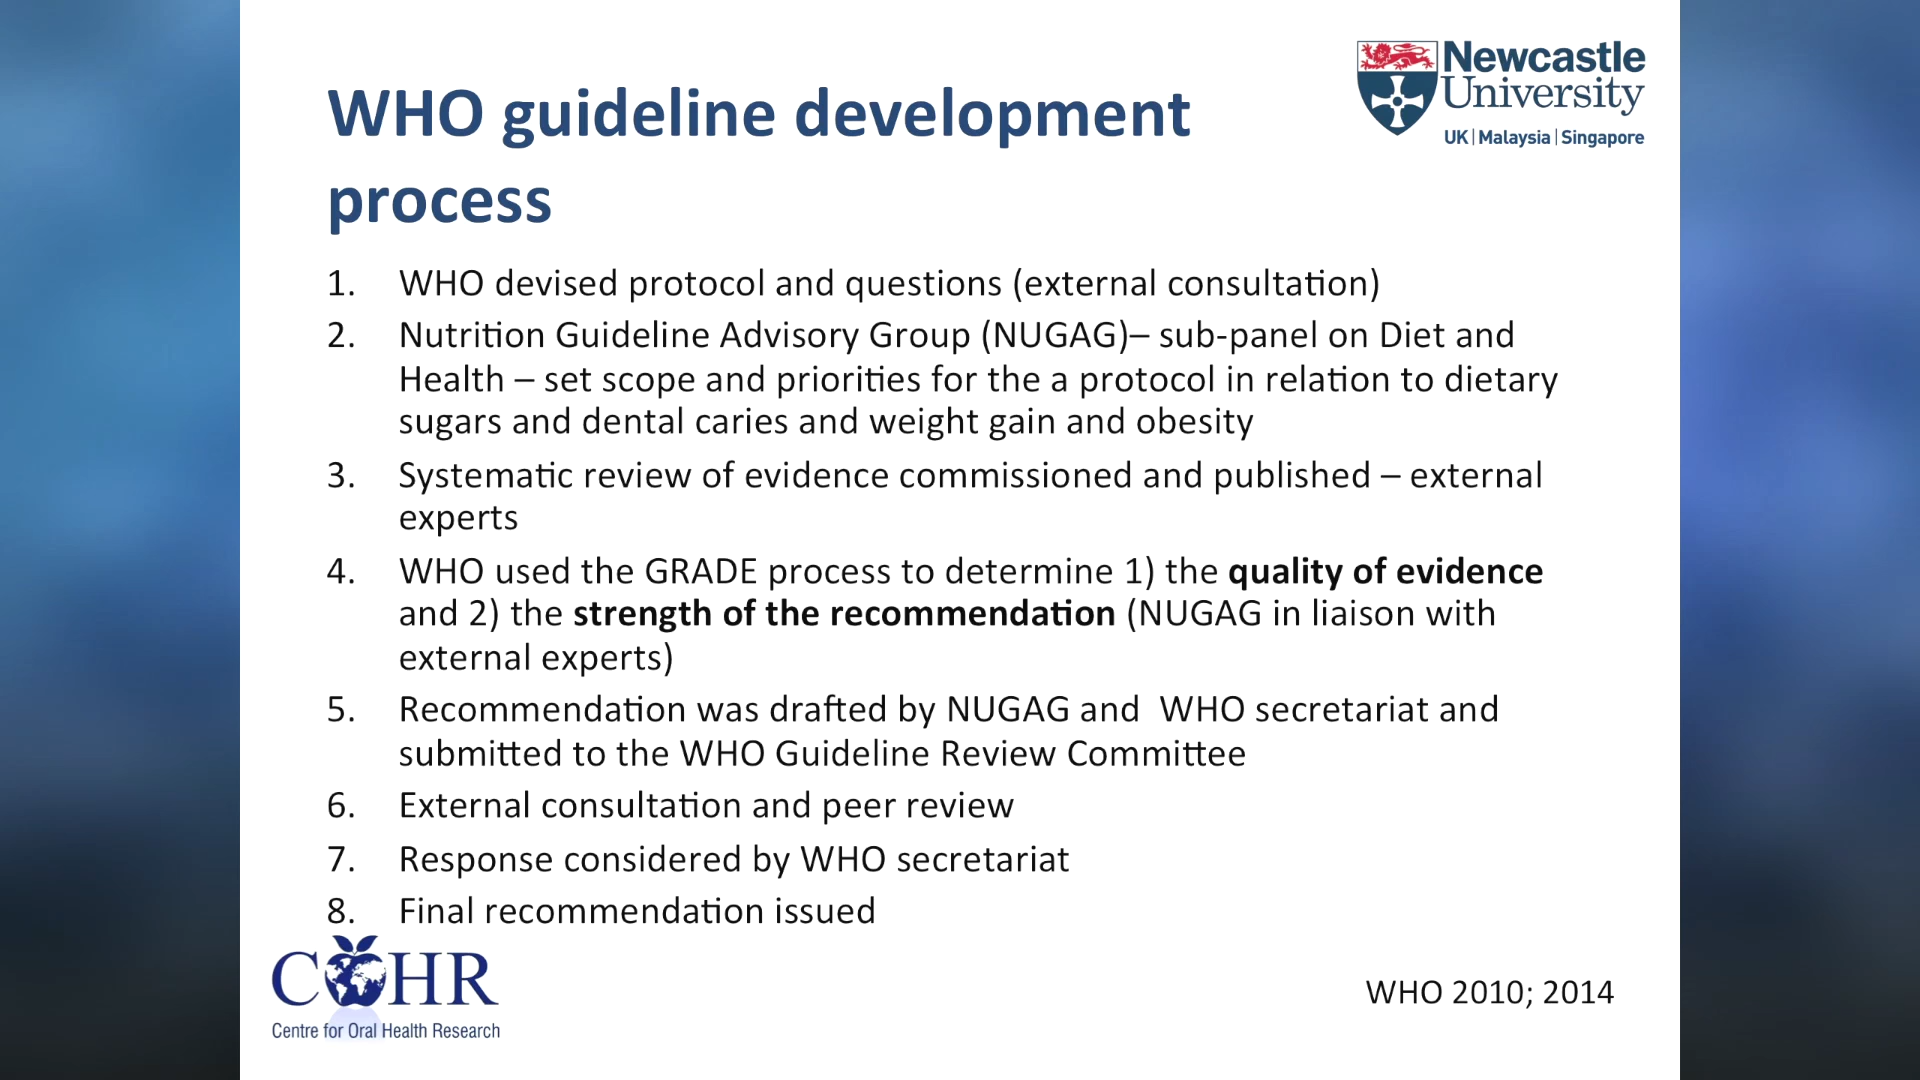 Newcastle
University
UK | Malaysia | Singapore
WHO guideline development
process
1. WHO devised protocol and questions (external consultation)
2. Nutrition Guideline Advisory Group (NUGAG)– sub-panel on Diet and
Health – set scope and priorities for the a protocol in relation to dietary
sugars and dental caries and weight gain and obesity
3. Systematic review of evidence commissioned and published – external
experts
4. WHO used the GRADE process to determine 1) the quality of evidence
and 2) the strength of the recommendation (NUGAG in liaison with
external experts)
5. Recommendation was drafted by NUGAG and  WHO secretariat and
submitted to the WHO Guideline Review Committee
6. External consultation and peer review
7. Response considered by WHO secretariat
8. Final recommendation issued
COHR
Centre for Oral Health Research
WHO 2010; 2014